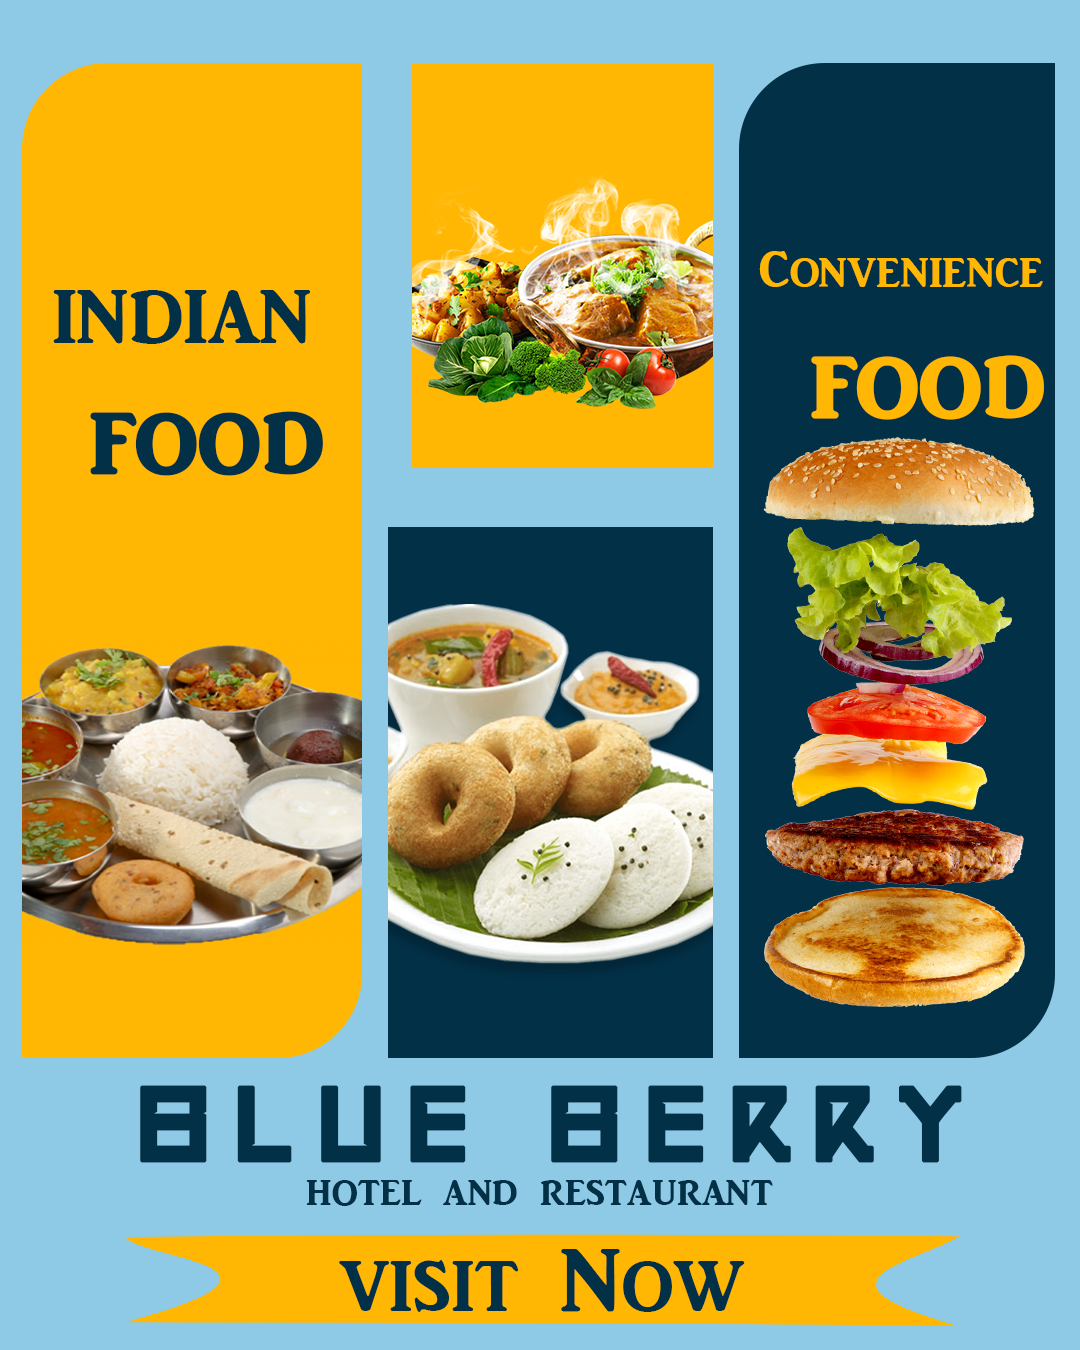 INDIAN
FOOD
CONVENIENCE
FOOD
BLUE BERRY
HOTEL AND RESTAURANT
VISIT NOW